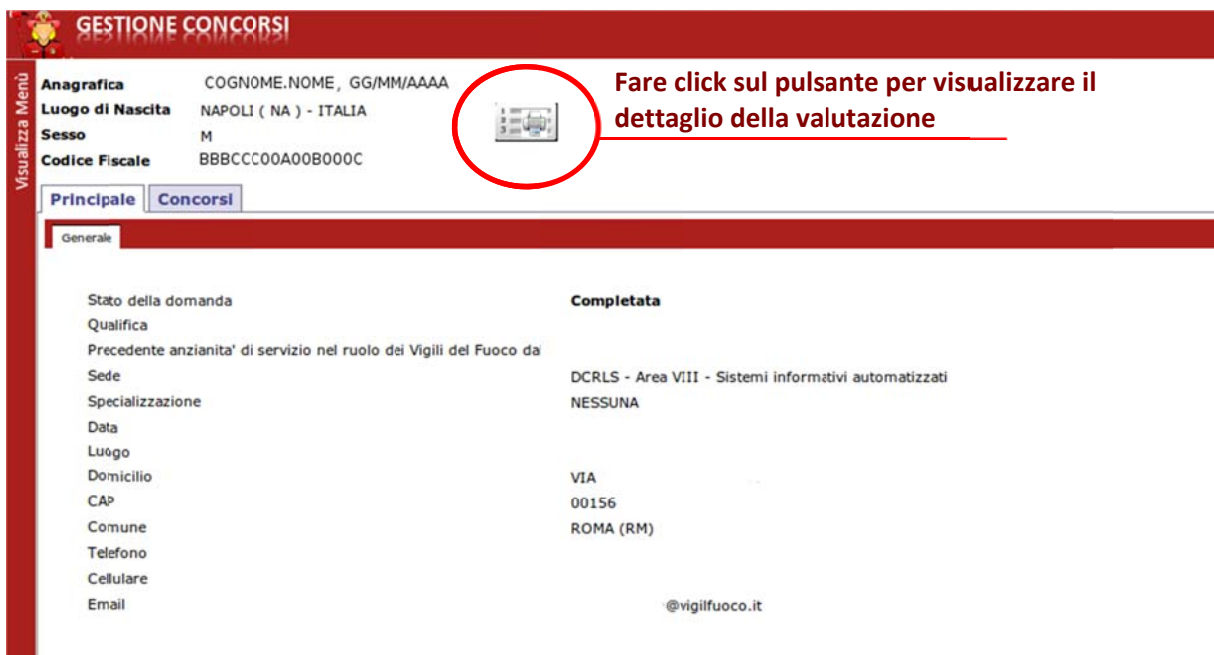 GESTIONE CONCORSI
Visualizza Menù
Anagrafica COGNOME.NOME, GG/MM/AAAA
Luogo di Nascita NAPOLI ( NA ) - ITALIA
Sesso M
Codice Fiscale BBBCCC00A00B000C
Fare click sul pulsante per visualizzare il
dettaglio della valutazione
1
2
3
Principale Concorsi
Generale
Stato della domanda Completata
Qualifica
Precedente anzianita' di servizio nel ruolo dei Vigili del Fuoco dal
Sede DCRLS - Area VIII - Sistemi informativi automatizzati
Specializzazione NESSUNA
Data
Luogo
Domicilio VIA
CAP 00156
Comune ROMA (RM)
Telefono
Cellulare
Email @vigilfuoco.it